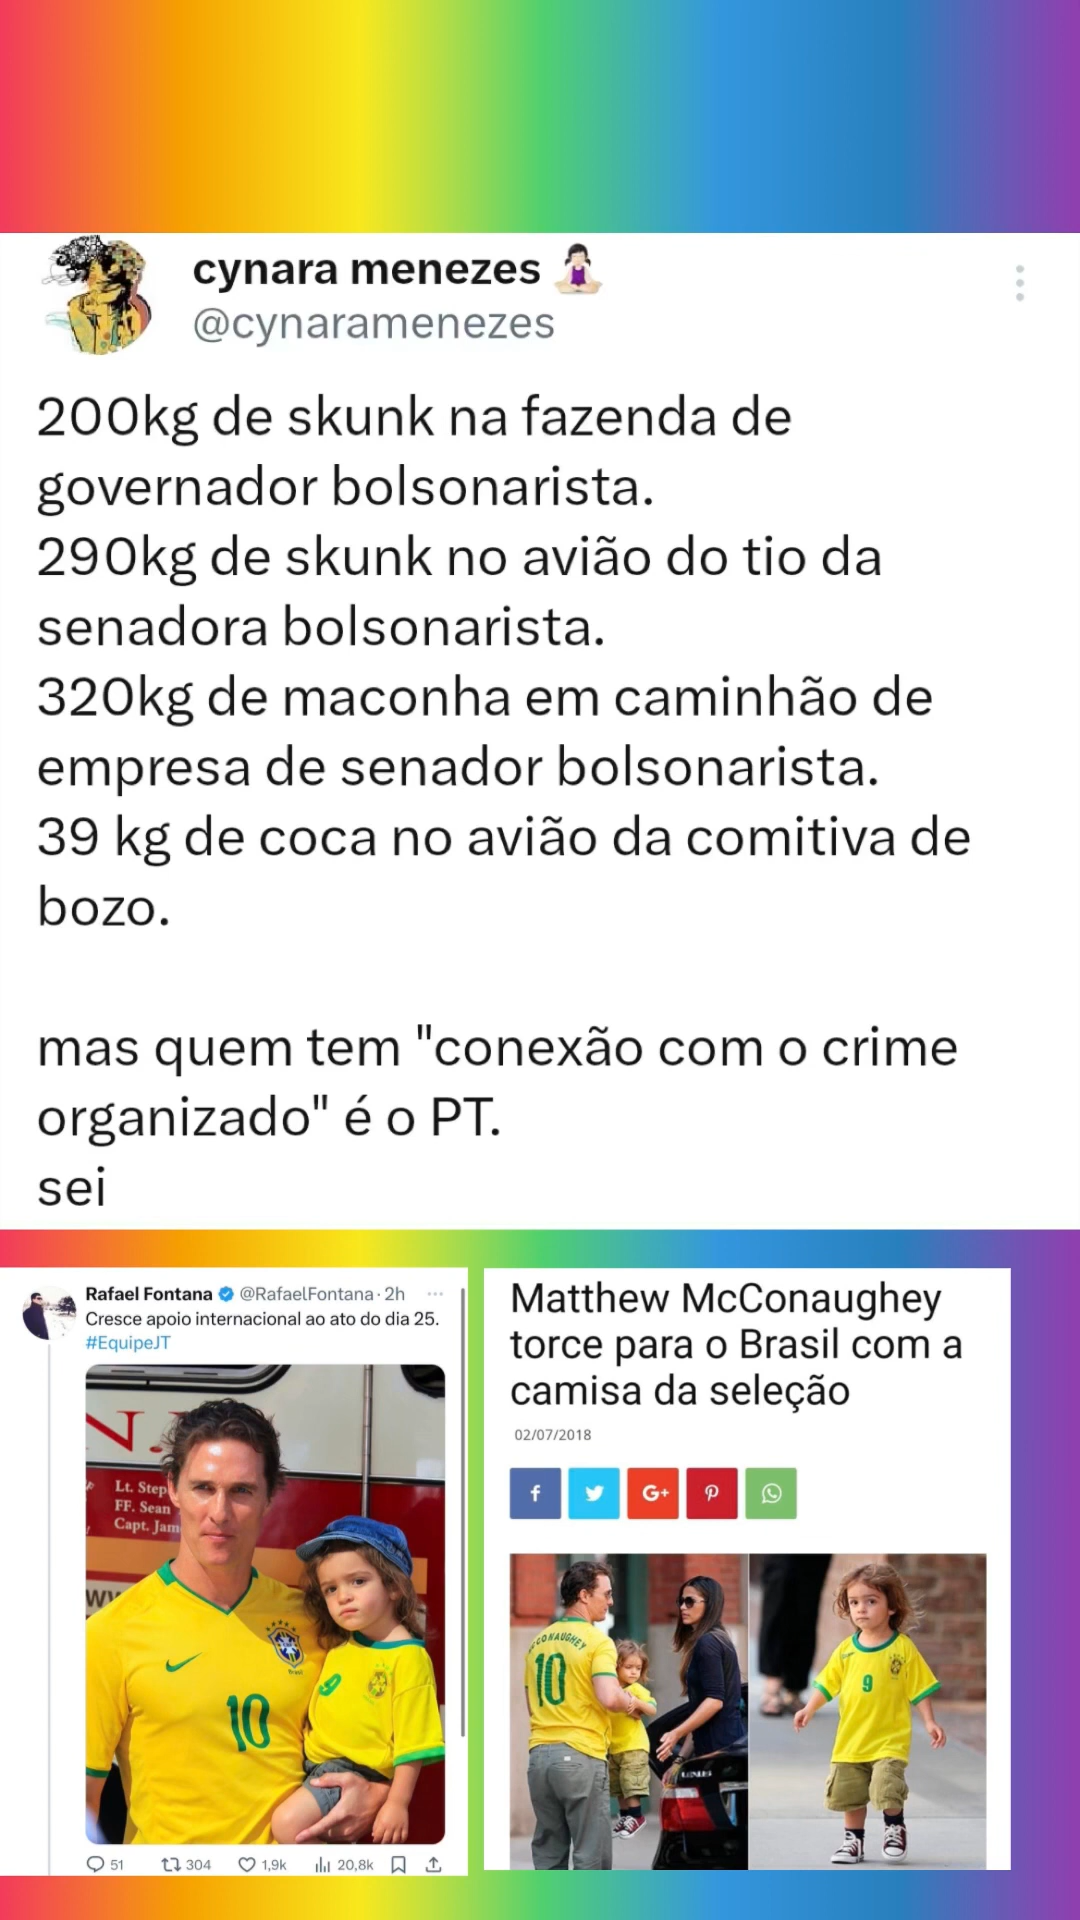 cynara menezes
@cynaramenezes
200kg de skunk na fazenda de
governador bolsonarista.
290kg de skunk no avião do tio da
senadora bolsonarista.
320kg de maconha em caminhão de
empresa de senador bolsonarista.
39 kg de coca no avião da comitiva de
bozo.
mas quem tem "conexão com o crime
organizado" é o PT.
sei
Rafael Fontana @RafaelFontana · 2h
Cresce apoio internacional ao ato do dia 25.
#EquipeJT
N.
Lt. Step
FF. Sean
Capt. Jam
WW
Brasil
10
9
51 304 1,9k 20,8k
Matthew McConaughey
torce para o Brasil com a
camisa da seleção
02/07/2018
f G+
McCONAUGHEY
10
9